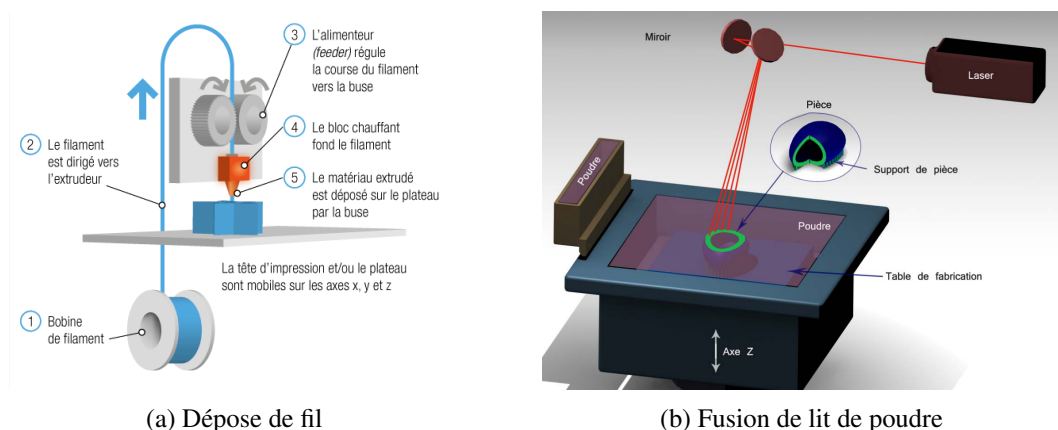 3
L'alimenteur
(feeder) régule
la course du filament
vers la buse
4
Le bloc chauffant
fond le filament
2
Le filament
est dirigé vers
l'extrudeur
5
Le matériau extrudé
est déposé sur le plateau
par la buse
La tête d'impression et/ou le plateau
sont mobiles sur les axes x, y et z
1
Bobine
de filament
(a) Dépose de fil
Miroir
Laser
Pièce
Support de pièce
Poudre
Poudre
Table de fabrication
Axe Z
(b) Fusion de lit de poudre